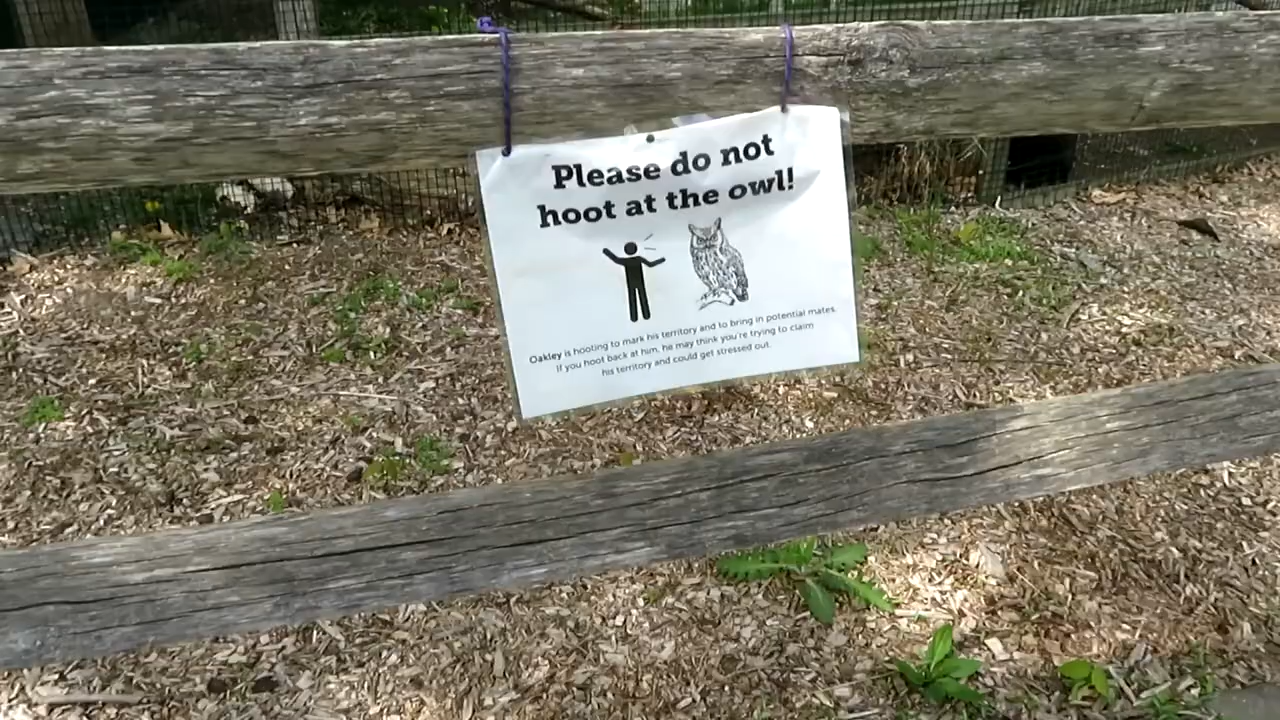 Please do not
hoot at the owl!
Oakley is hooting to mark his territory and to bring in potential mates.
If you hoot back at him, he may think you're trying to claim
his territory and could get stressed out.